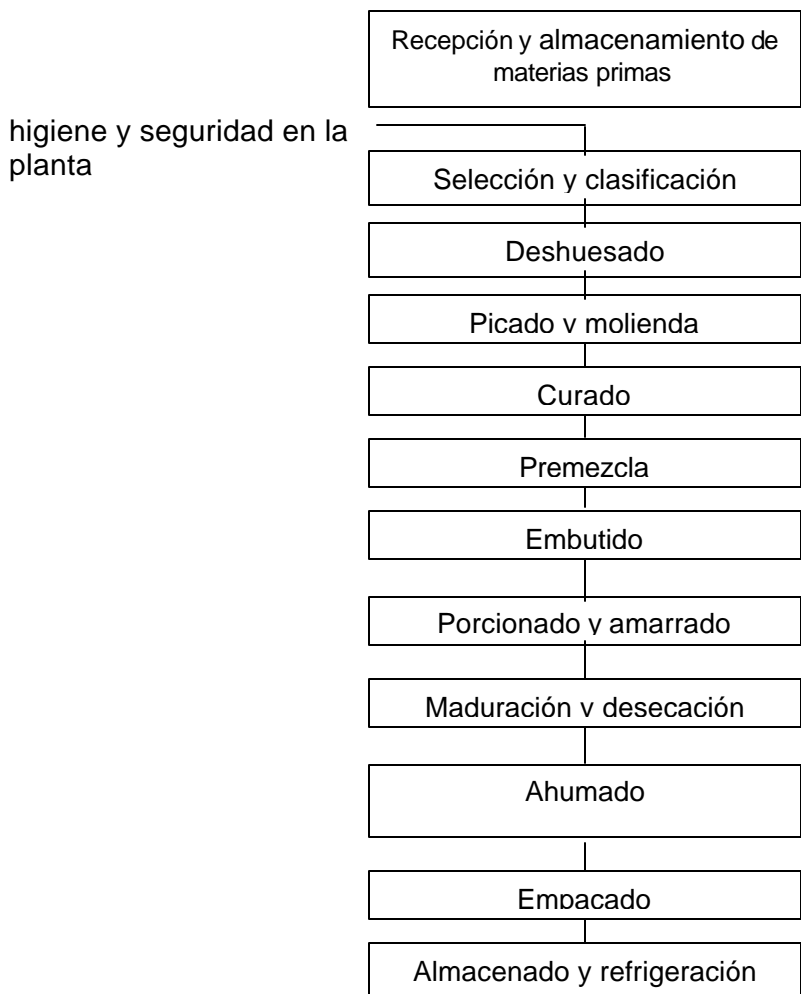 Recepción y almacenamiento de
materias primas
higiene y seguridad en la
planta
Selección y clasificación
Deshuesado
Picado y molienda
Curado
Premezcla
Embutido
Porcionado y amarrado
Maduración y desecación
Ahumado
Empacado
Almacenado y refrigeración